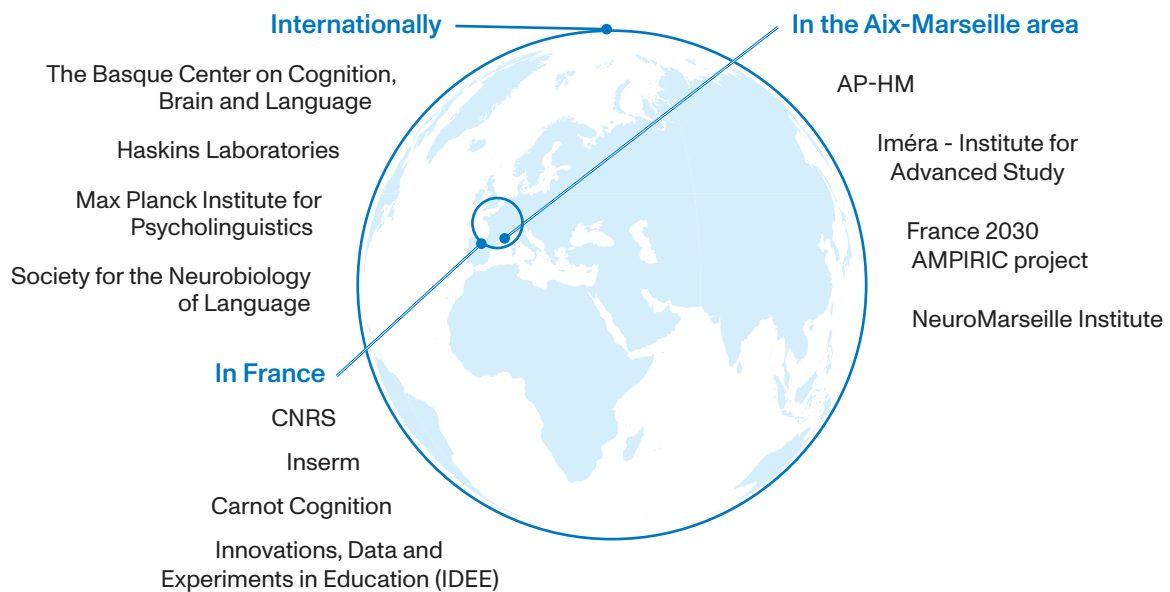 Internationally
The Basque Center on Cognition,
Brain and Language
Haskins Laboratories
Max Planck Institute for
Psycholinguistics
Society for the Neurobiology
of Language
In France
CNRS
Inserm
Carnot Cognition
Innovations, Data and
Experiments in Education (IDEE)
In the Aix-Marseille area
AP-HM
Iméra - Institute for
Advanced Study
France 2030
AMPIRIC project
NeuroMarseille Institute